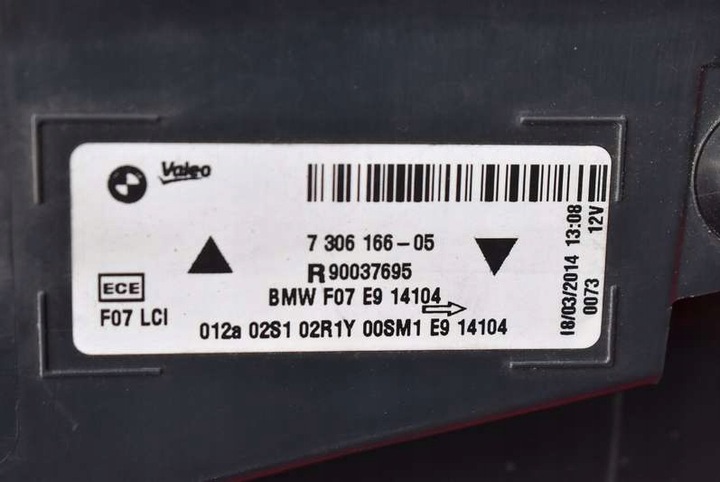 Valeo
7 306 166-05
R 90037695
ECE
BMW F07 E9 14104
F07 LCI
012a 02S1 02R1Y 00SM1 E9 14104
18/03/2014 13:08
0073 12V